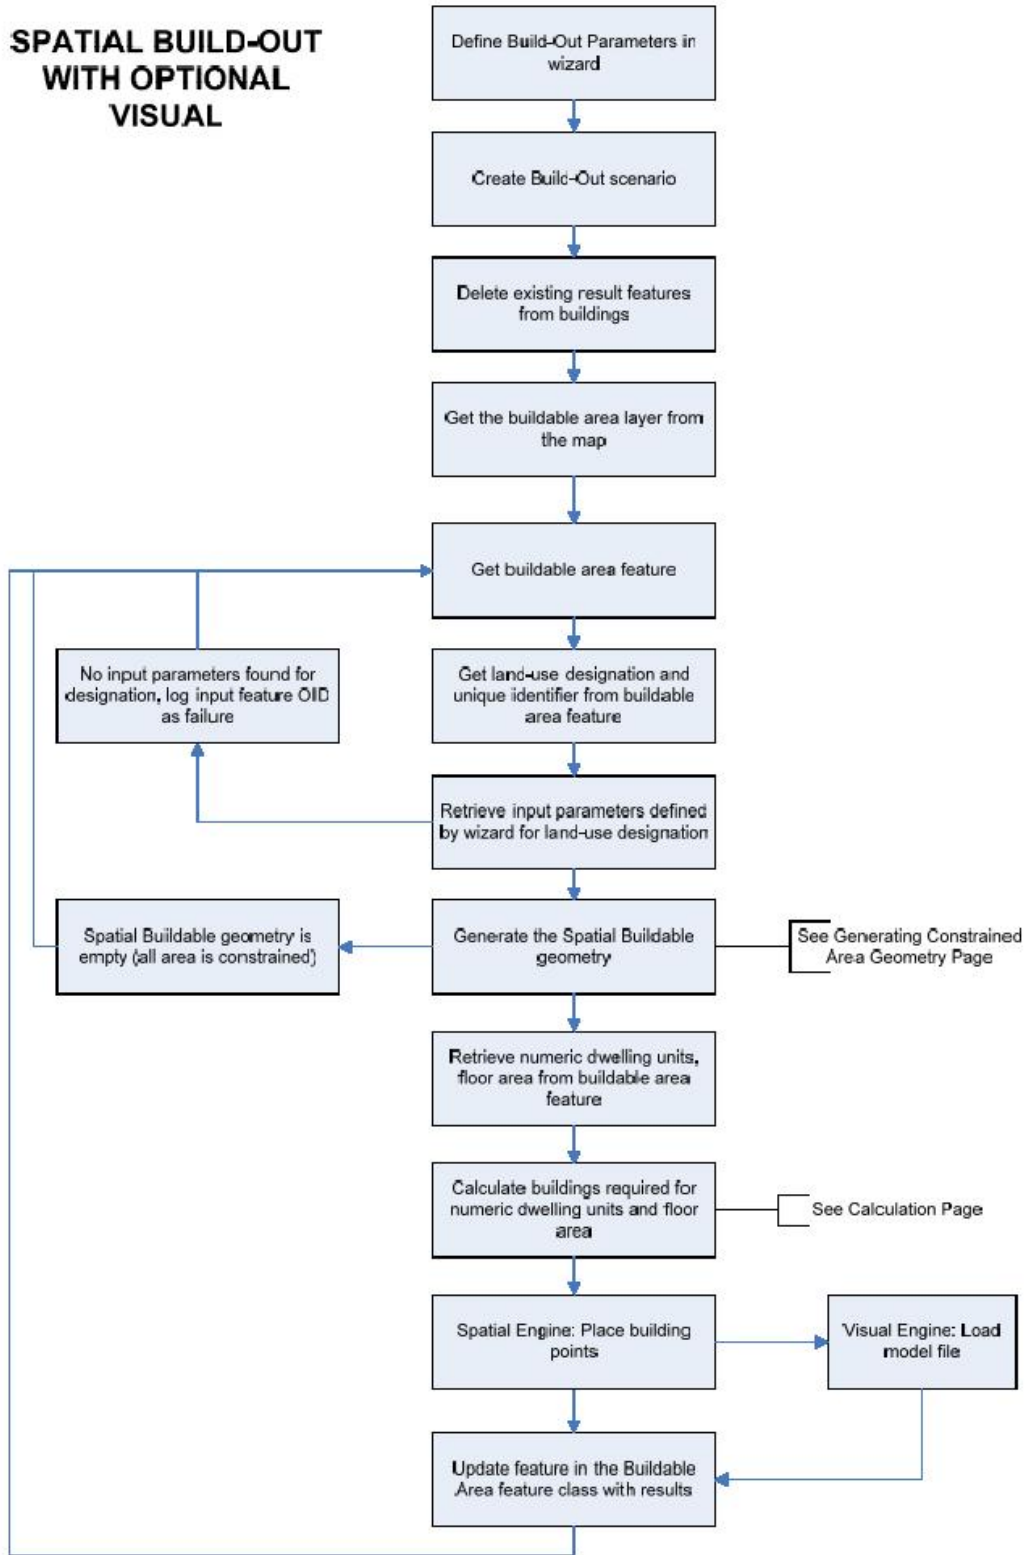 SPATIAL BUILD-OUT
WITH OPTIONAL
VISUAL
Define Build-Out Parameters in
wizard
Create Build-Out scenario
Delete existing result features
from buildings
Get the buildable area layer from
the map
Get buildable area feature
No input parameters found for
designation, log input feature OID
as failure
Get land-use designation and
unique identifier from buildable
area feature
Retrieve input parameters defined
by wizard for land-use designation
Spatial Buildable geometry is
empty (all area is constrained)
Generate the Spatial Buildable
geometry
See Generating Constrained
Area Geometry Page
Retrieve numeric dwelling units,
floor area from buildable area
feature
Calculate buildings required for
numeric dwelling units and floor
area
See Calculation Page
Spatial Engine: Place building
points
Visual Engine: Load
model file
Update feature in the Buildable
Area feature class with results